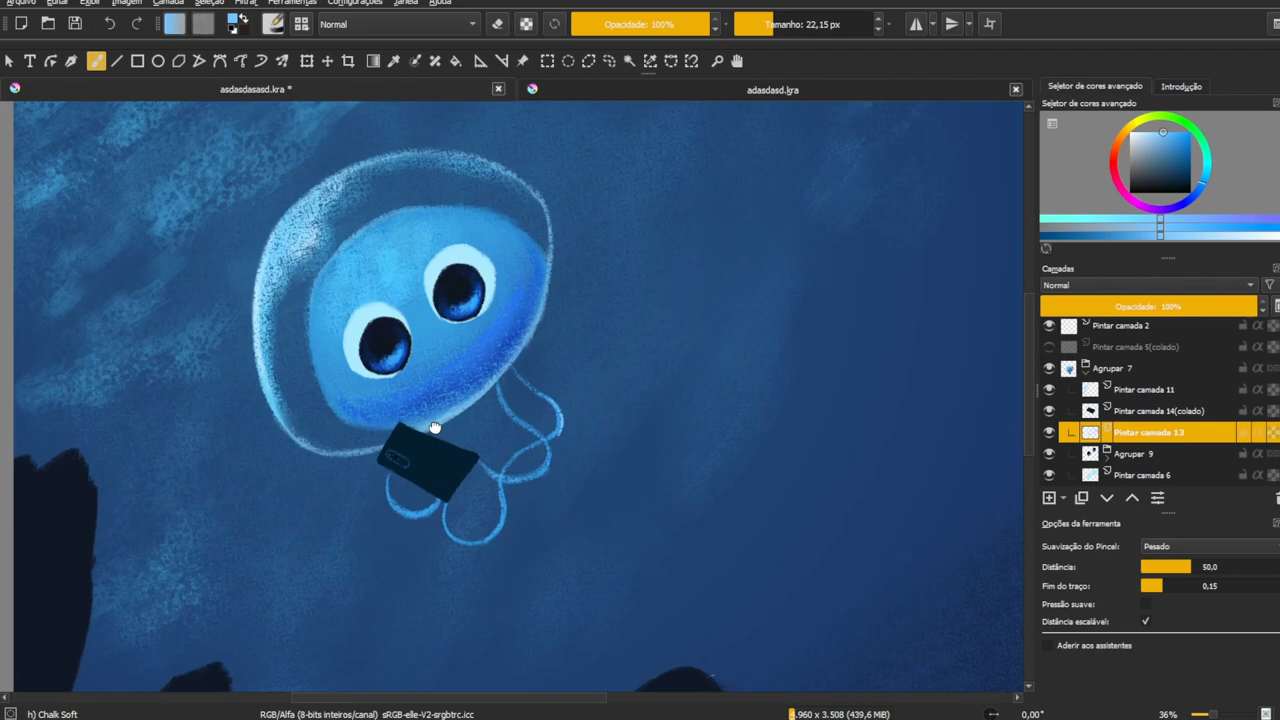 Arquivo Editar Exibir Imagem Camada Seleção Filtrar Ferramentas Configurações Janela Ajuda
Normal Opacidade: 100% Tamanho: 22,15 px
asdasdasasd.kra * adasdasd.kra
Seletor de cores avançado Introdução
Seletor de cores avançado
Camadas
Normal
Opacidade: 100%
Pintar camada 2
Pintar camada 5(colado)
Agrupar 7
Pintar camada 11
Pintar camada 14(colado)
Pintar camada 13
Agrupar 9
Pintar camada 6
Opções da ferramenta
Suavização do Pincel: Pesado
Distância: 50,0
Fim do traço: 0,15
Pressão suave:
Distância escalável:
Aderir aos assistentes
h) Chalk Soft RGB/Alfa (8-bits inteiros/canal) sRGB-elle-V2-srgbtrc.icc 4.960 x 3.508 (439,6 MiB) 0,00° 36%